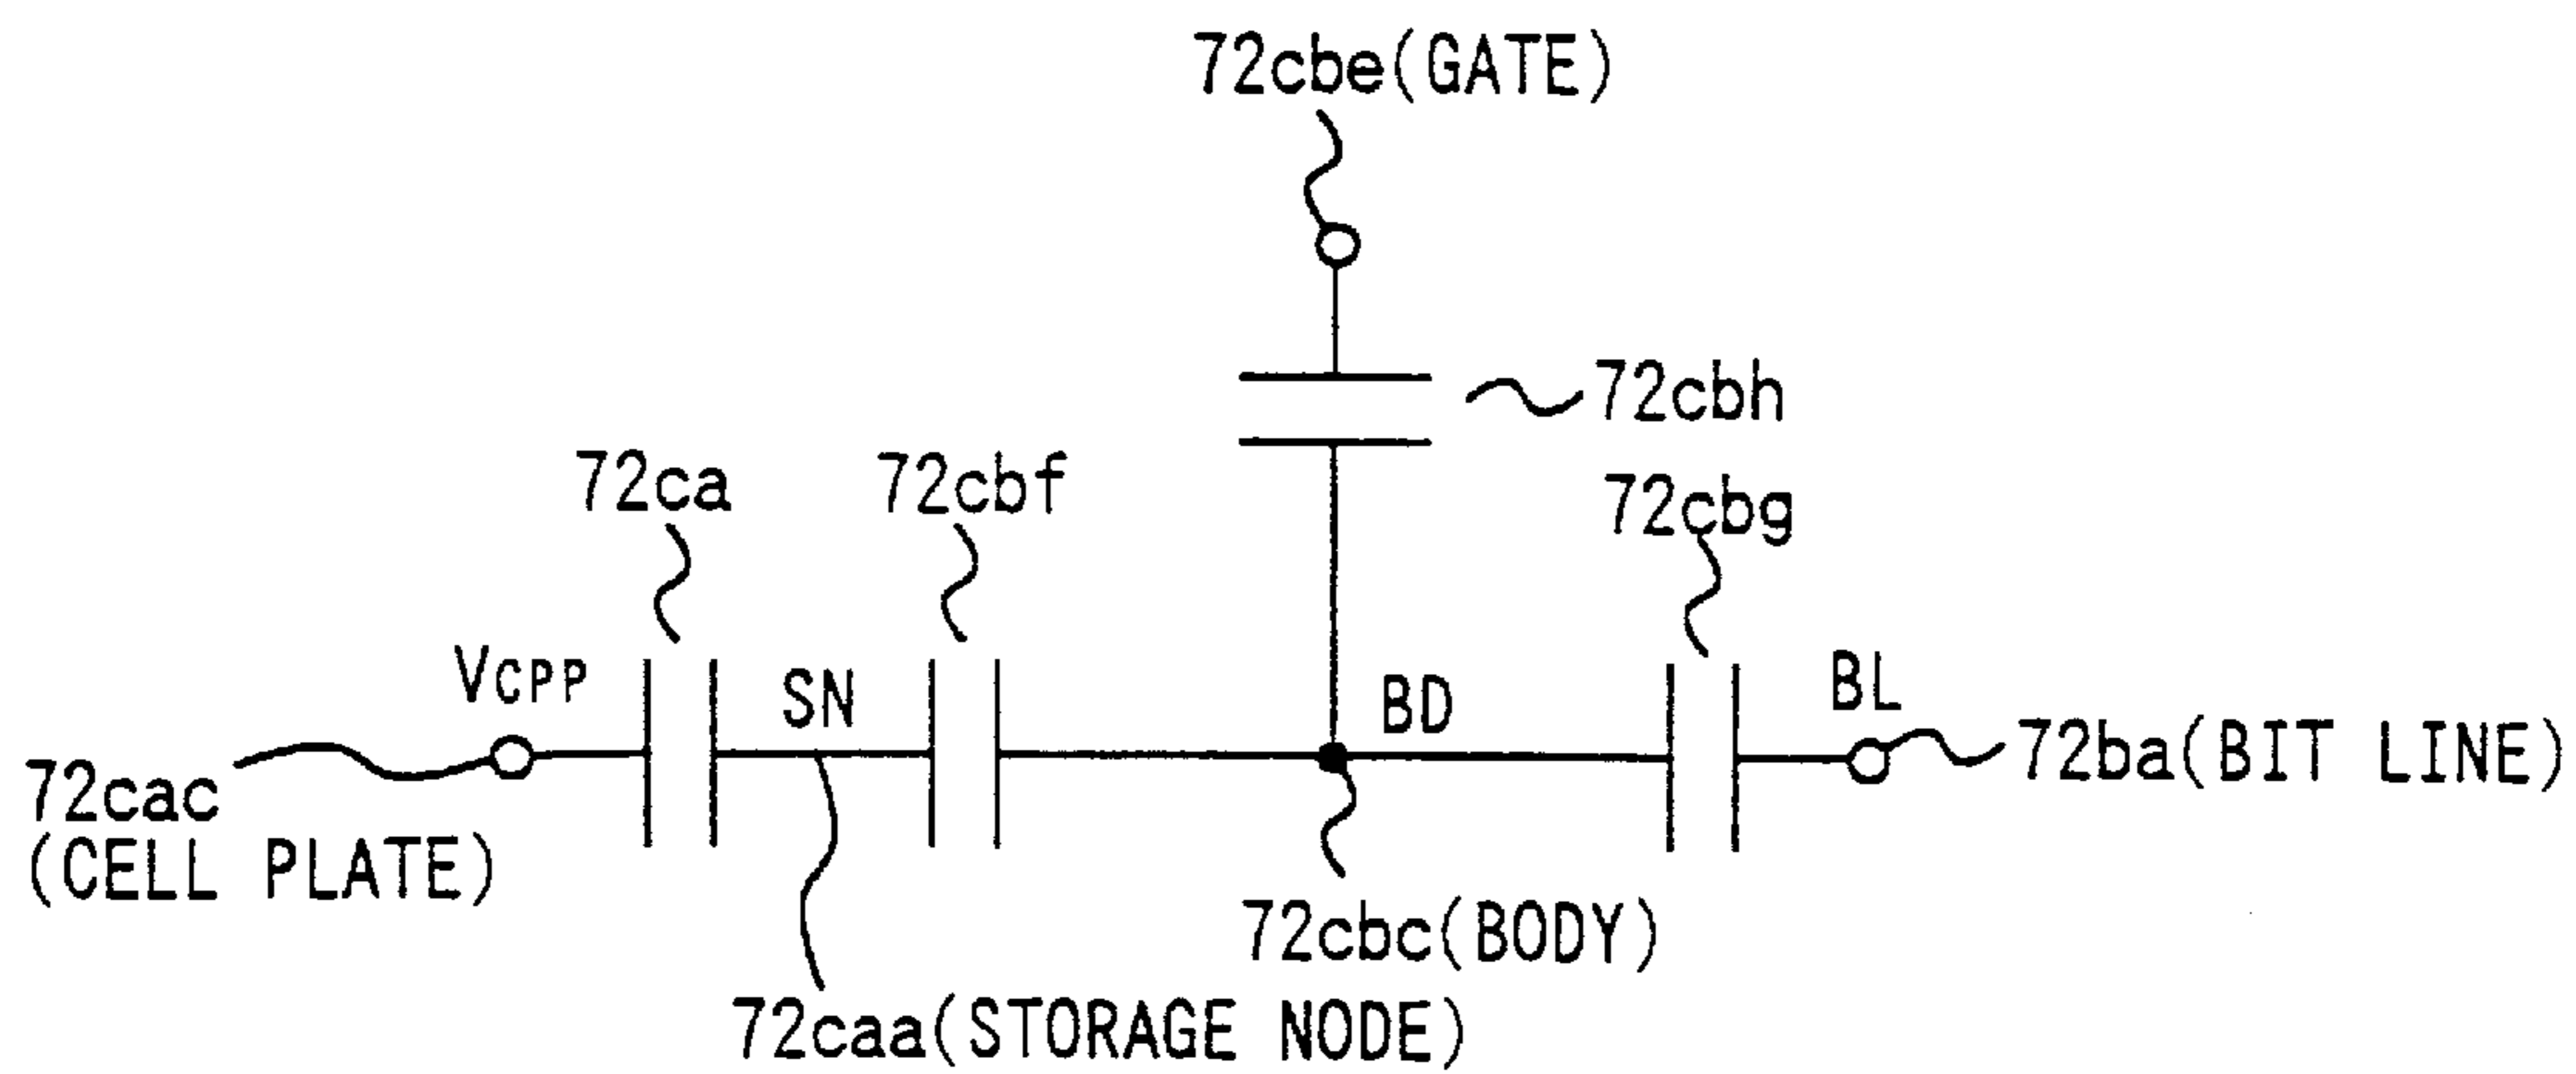 72cbe(GATE)
72cbh
72ca
72cbf
72cbg
VCPP
SN
BD
BL
72ba(BIT LINE)
72cac
(CELL PLATE)
72cbc(BODY)
72caa(STORAGE NODE)